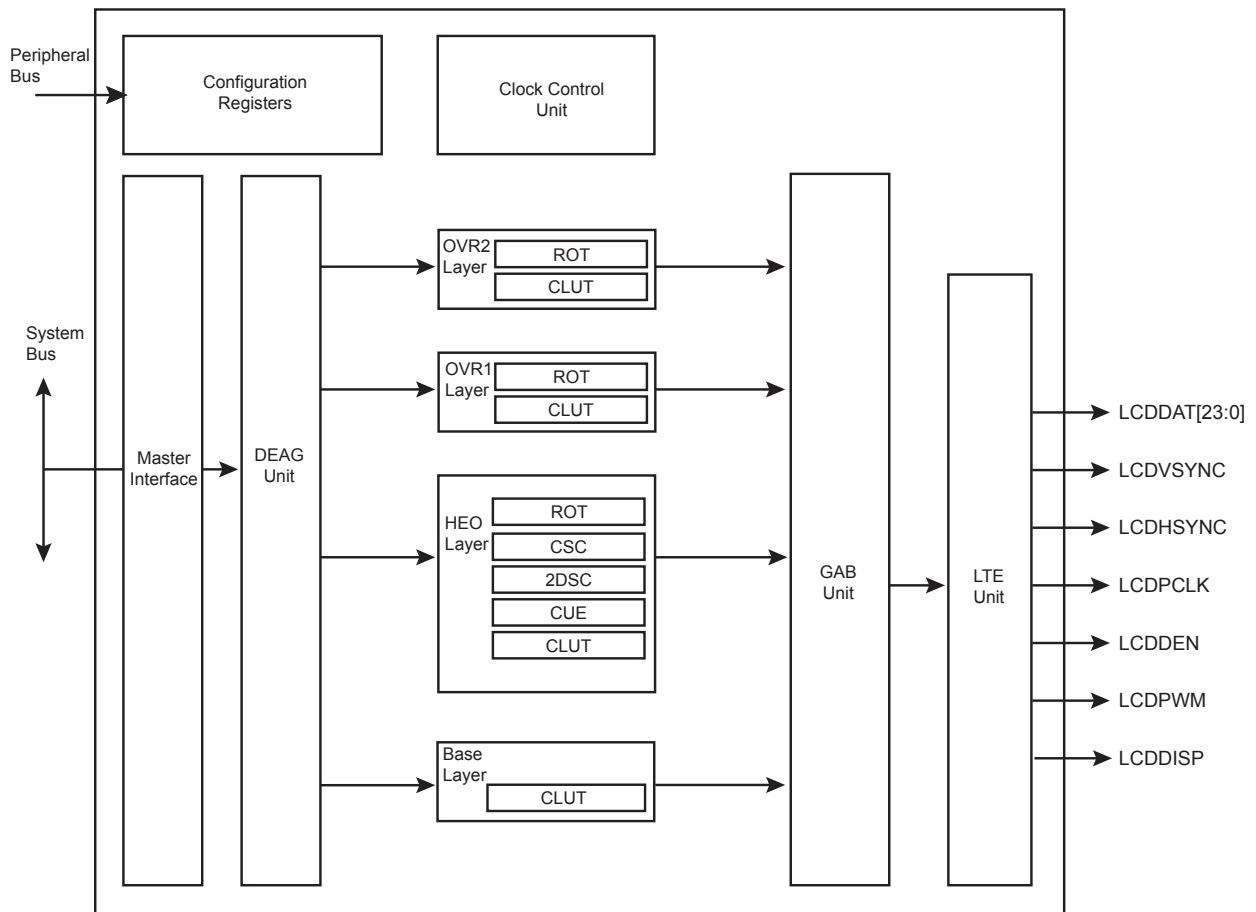 Peripheral
Bus
Configuration
Registers
Clock Control
Unit
System
Bus
Master
Interface
DEAG
Unit
OVR2
Layer
ROT
CLUT
OVR1
Layer
ROT
CLUT
HEO
Layer
ROT
CSC
2DSC
CUE
CLUT
Base
Layer
CLUT
GAB
Unit
LTE
Unit
LCDDAT[23:0]
LCDVSYNC
LCDHSYNC
LCDPCLK
LCDDEN
LCDPWM
LCDDISP